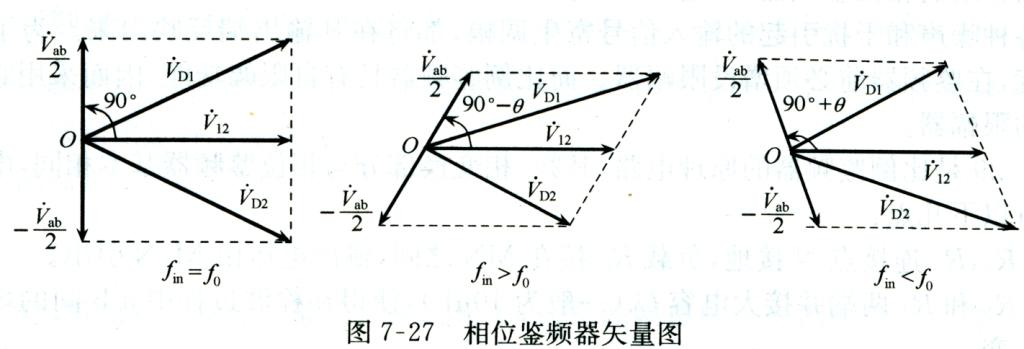 V̇ab/2
90°
V̇D1
V̇12
O
V̇D2
-V̇ab/2
fin=f0
V̇ab/2
90°-θ
V̇D1
V̇12
O
V̇D2
-V̇ab/2
fin>f0
V̇ab/2
90°+θ
V̇D1
V̇12
O
V̇D2
-V̇ab/2
fin<f0
图 7-27 相位鉴频器矢量图